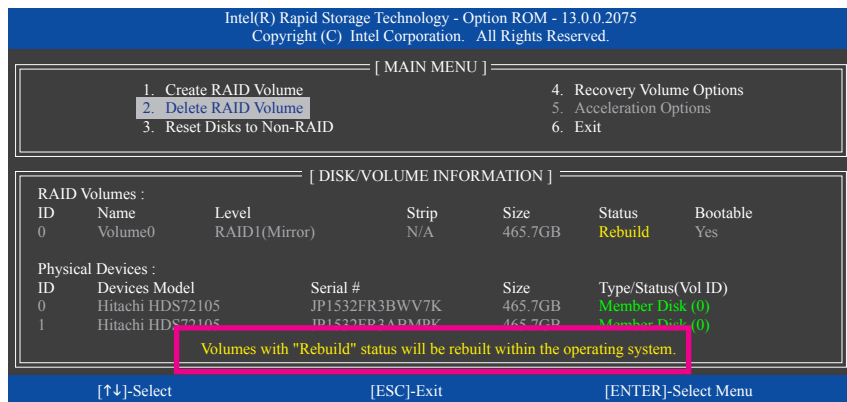 Intel(R) Rapid Storage Technology - Option ROM - 13.0.0.2075
Copyright (C) Intel Corporation. All Rights Reserved.
[ MAIN MENU ]
1. Create RAID Volume 4. Recovery Volume Options
2. Delete RAID Volume 5. Acceleration Options
3. Reset Disks to Non-RAID 6. Exit
[ DISK/VOLUME INFORMATION ]
RAID Volumes :
ID Name Level Strip Size Status Bootable
0 Volume0 RAID1(Mirror) N/A 465.7GB Rebuild Yes
Physical Devices :
ID Devices Model Serial # Size Type/Status(Vol ID)
0 Hitachi HDS72105 JP1532FR3BWV7K 465.7GB Member Disk (0)
1 Hitachi HDS72105 JP1532FR3ABMPK 465.7GB Member Disk (0)
Volumes with "Rebuild" status will be rebuilt within the operating system.
[↑↓]-Select [ESC]-Exit [ENTER]-Select Menu